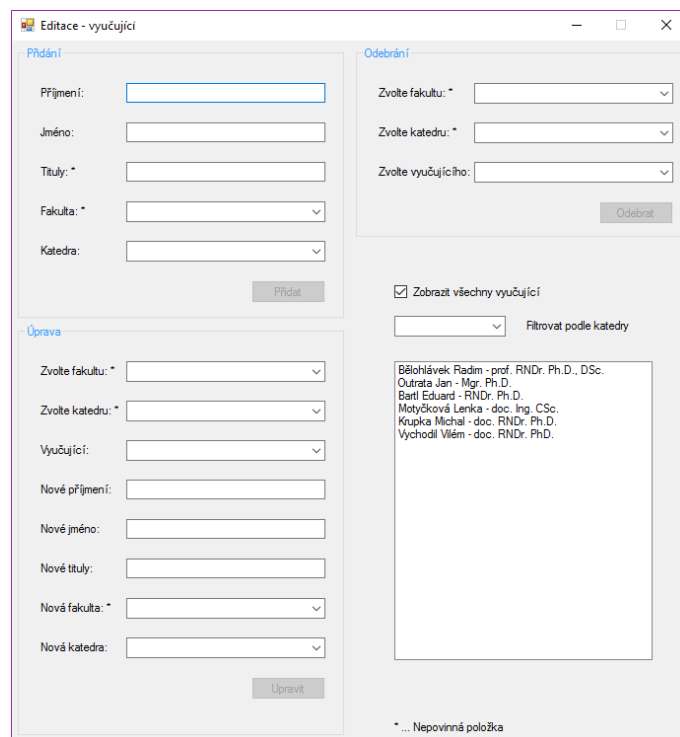 Editace - vyučující
Přidání
Příjmení:
Jméno:
Tituly: *
Fakulta: *
Katedra:
Přidat
Úprava
Zvolte fakultu: *
Zvolte katedru: *
Vyučující:
Nové příjmení:
Nové jméno:
Nové tituly:
Nová fakulta: *
Nová katedra:
Upravit
Odebrání
Zvolte fakultu: *
Zvolte katedru: *
Zvolte vyučujícího:
Odebrat
Zobrazit všechny vyučující
Filtrovat podle katedry
Bělohlávek Radim - prof. RNDr. Ph.D., DSc.
Outrata Jan - Mgr. Ph.D.
Bartl Eduard - RNDr. Ph.D.
Motyčková Lenka - doc. Ing. CSc.
Krupka Michal - doc. RNDr. Ph.D.
Vychodil Vilém - doc. RNDr. PhD.
* ... Nepovinná položka